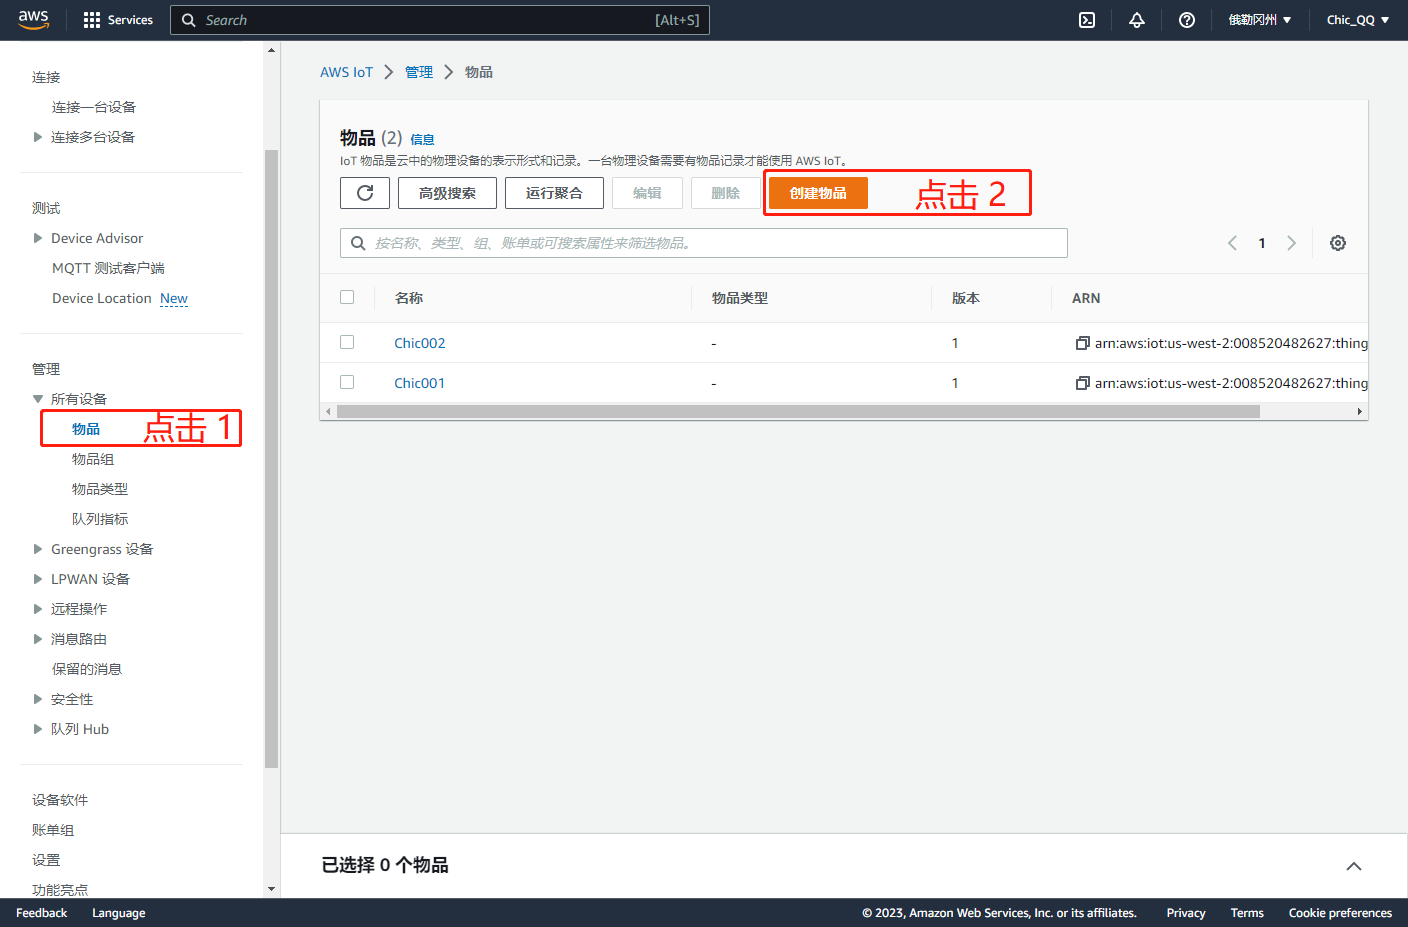 aws Services Search [Alt+S] 俄勒冈州 Chic_QQ
连接
连接一台设备
连接多台设备
测试
Device Advisor
MQTT 测试客户端
Device Location New
管理
所有设备
物品 点击 1
物品组
物品类型
队列指标
Greengrass 设备
LPWAN 设备
远程操作
消息路由
保留的消息
安全性
队列 Hub
设备软件
账单组
设置
功能亮点
AWS IoT 管理 物品
物品 (2) 信息
IoT 物品是云中的物理设备的表示形式和记录。一台物理设备需要有物品记录才能使用 AWS IoT。
高级搜索 运行聚合 编辑 删除 创建物品 点击 2
按名称、类型、组、账单或可搜索属性来筛选物品。 1
名称 物品类型 版本 ARN
Chic002 - 1 arn:aws:iot:us-west-2:008520482627:thing
Chic001 - 1 arn:aws:iot:us-west-2:008520482627:thing
已选择 0 个物品
Feedback Language © 2023, Amazon Web Services, Inc. or its affiliates. Privacy Terms Cookie preferences